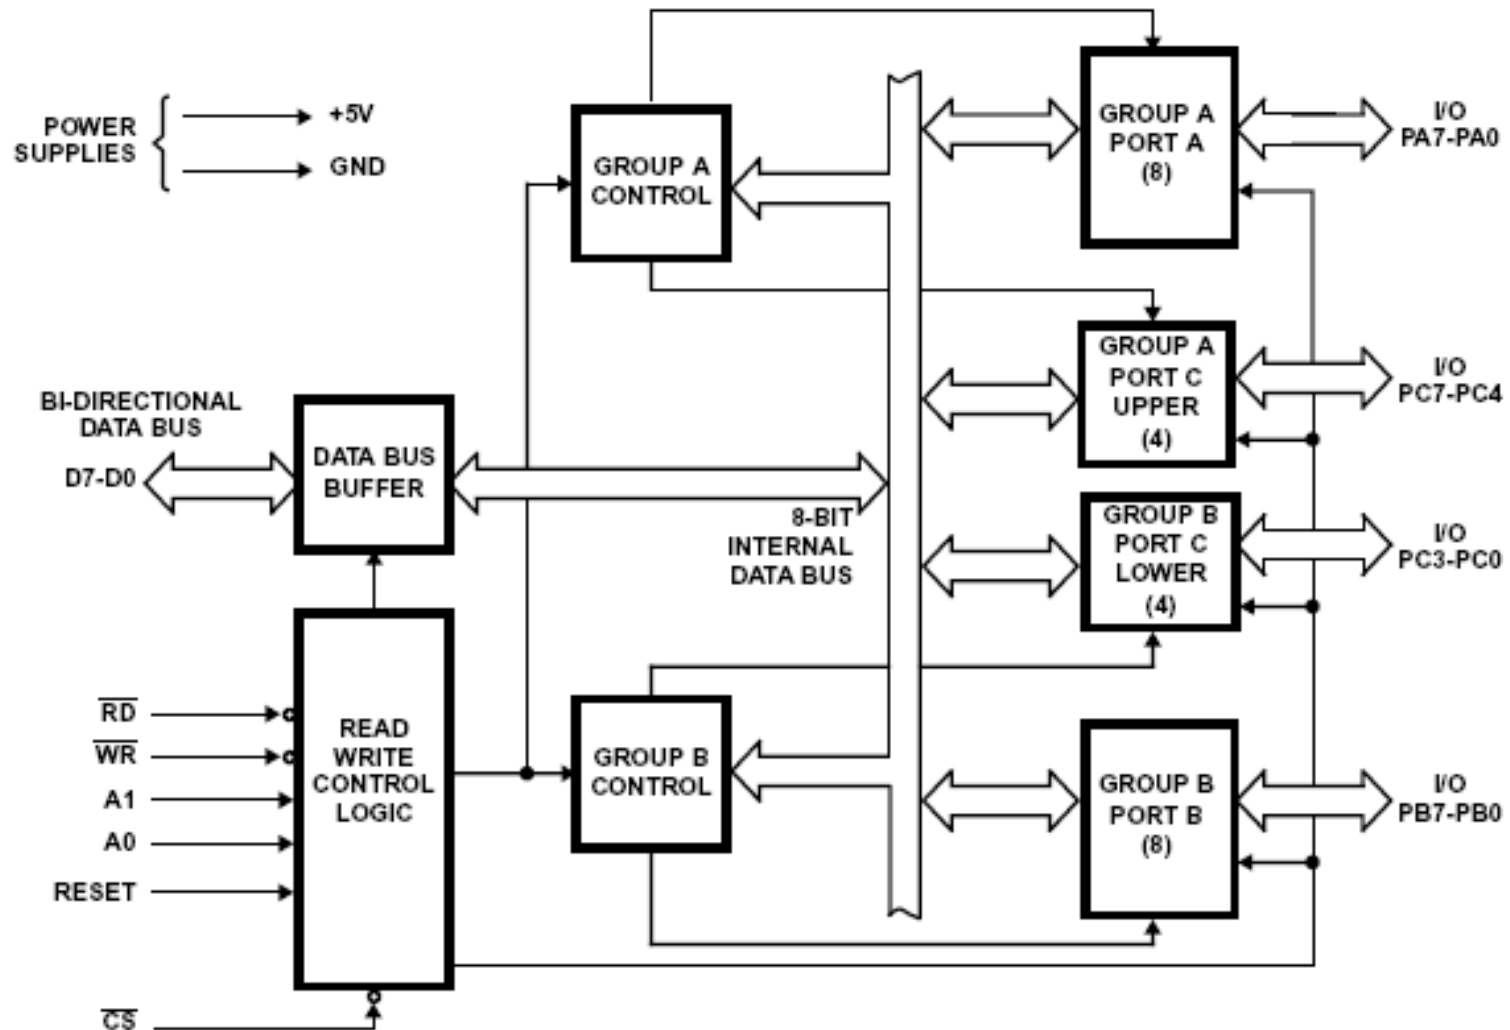 POWER
SUPPLIES
+5V
GND
GROUP A
CONTROL
GROUP A
PORT A
(8)
I/O
PA7-PA0
GROUP A
PORT C
UPPER
(4)
I/O
PC7-PC4
BI-DIRECTIONAL
DATA BUS
D7-D0
DATA BUS
BUFFER
8-BIT
INTERNAL
DATA BUS
GROUP B
PORT C
LOWER
(4)
I/O
PC3-PC0
RD
WR
A1
A0
RESET
CS
READ
WRITE
CONTROL
LOGIC
GROUP B
CONTROL
GROUP B
PORT B
(8)
I/O
PB7-PB0